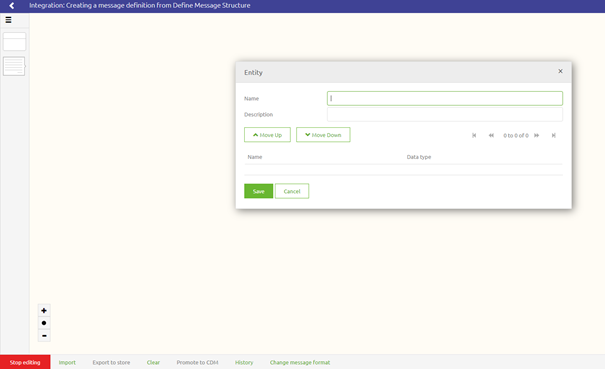 Integration: Creating a message definition from Define Message Structure
Entity ×
Name
Description
Move Up Move Down 0 to 0 of 0
Name Data type
Save Cancel
Stop editing Import Export to store Clear Promote to CDM History Change message format